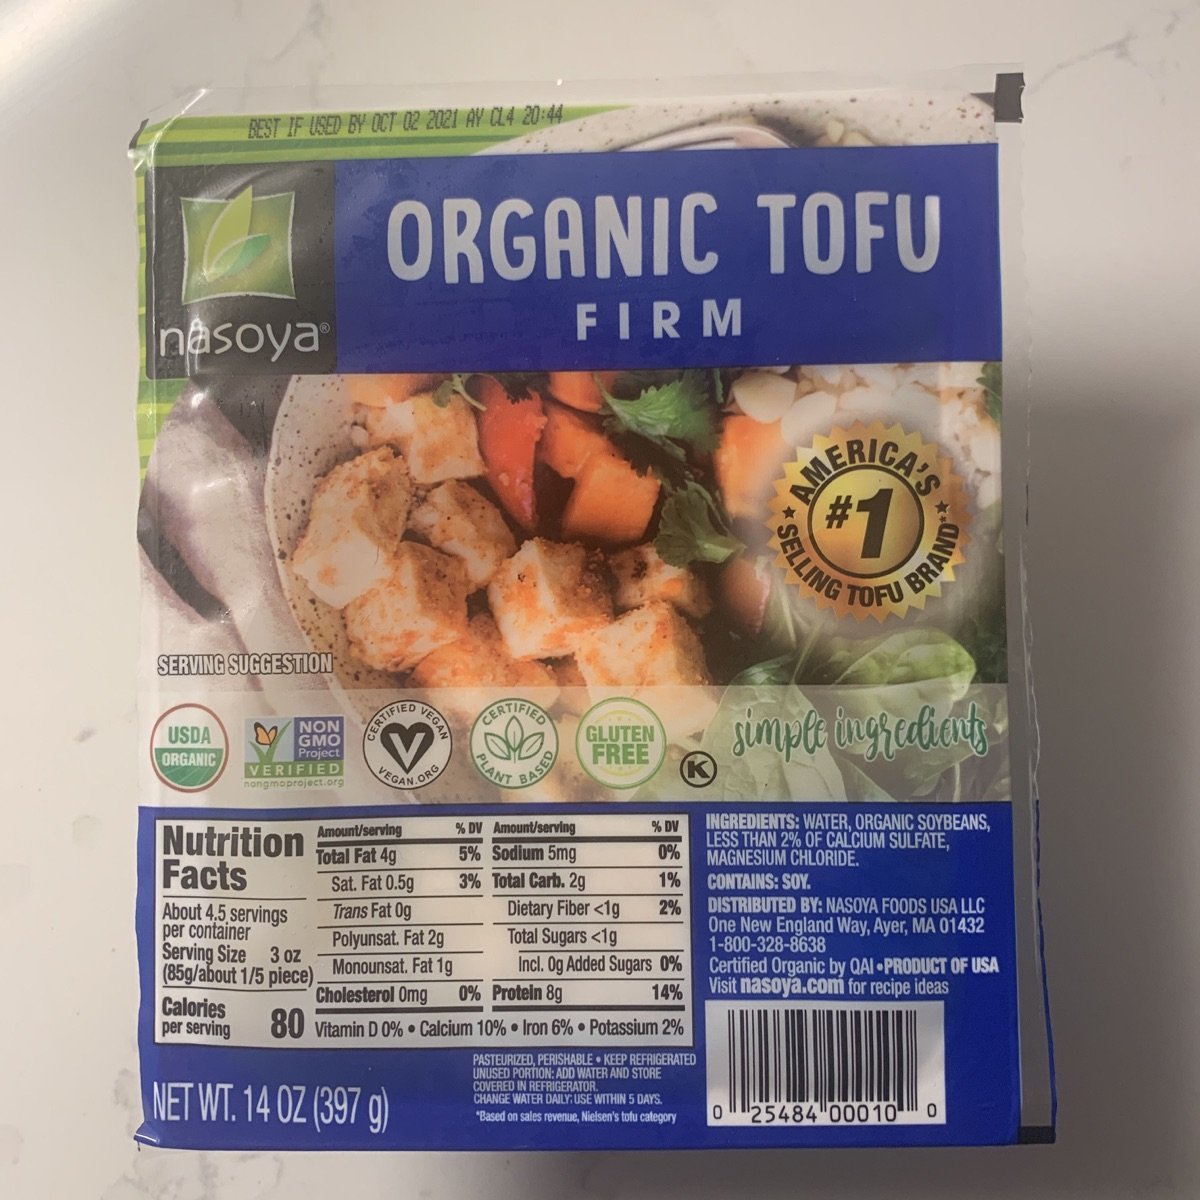 BEST IF USED BY OCT 02 2021 AY CL4 20:44
nasoya®
ORGANIC TOFU
FIRM
AMERICA'S
#1
SELLING TOFU BRAND*
SERVING SUGGESTION
USDA
ORGANIC
NON
GMO
Project
VERIFIED
nongmoproject.org
CERTIFIED VEGAN
V
VEGAN.ORG
CERTIFIED
PLANT BASED
GLUTEN
FREE
K
simple ingredients
Nutrition
Facts
About 4.5 servings
per container
Serving Size 3 oz
(85g/about 1/5 piece)
Calories
per serving 80
Amount/serving % DV
Total Fat 4g 5%
Sat. Fat 0.5g 3%
Trans Fat 0g
Polyunsat. Fat 2g
Monounsat. Fat 1g
Cholesterol 0mg 0%
Amount/serving % DV
Sodium 5mg 0%
Total Carb. 2g 1%
Dietary Fiber <1g 2%
Total Sugars <1g
Incl. 0g Added Sugars 0%
Protein 8g 14%
Vitamin D 0% • Calcium 10% • Iron 6% • Potassium 2%
INGREDIENTS: WATER, ORGANIC SOYBEANS,
LESS THAN 2% OF CALCIUM SULFATE,
MAGNESIUM CHLORIDE.
CONTAINS: SOY.
DISTRIBUTED BY: NASOYA FOODS USA LLC
One New England Way, Ayer, MA 01432
1-800-328-8638
Certified Organic by QAI •PRODUCT OF USA
Visit nasoya.com for recipe ideas
NET WT. 14 OZ (397 g)
PASTEURIZED, PERISHABLE • KEEP REFRIGERATED
UNUSED PORTION: ADD WATER AND STORE
COVERED IN REFRIGERATOR.
CHANGE WATER DAILY; USE WITHIN 5 DAYS.
*Based on sales revenue, Nielsen's tofu category
0 25484 00010 0